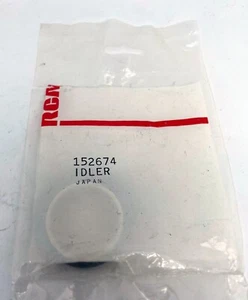 RCA
152674
IDLER
JAPAN